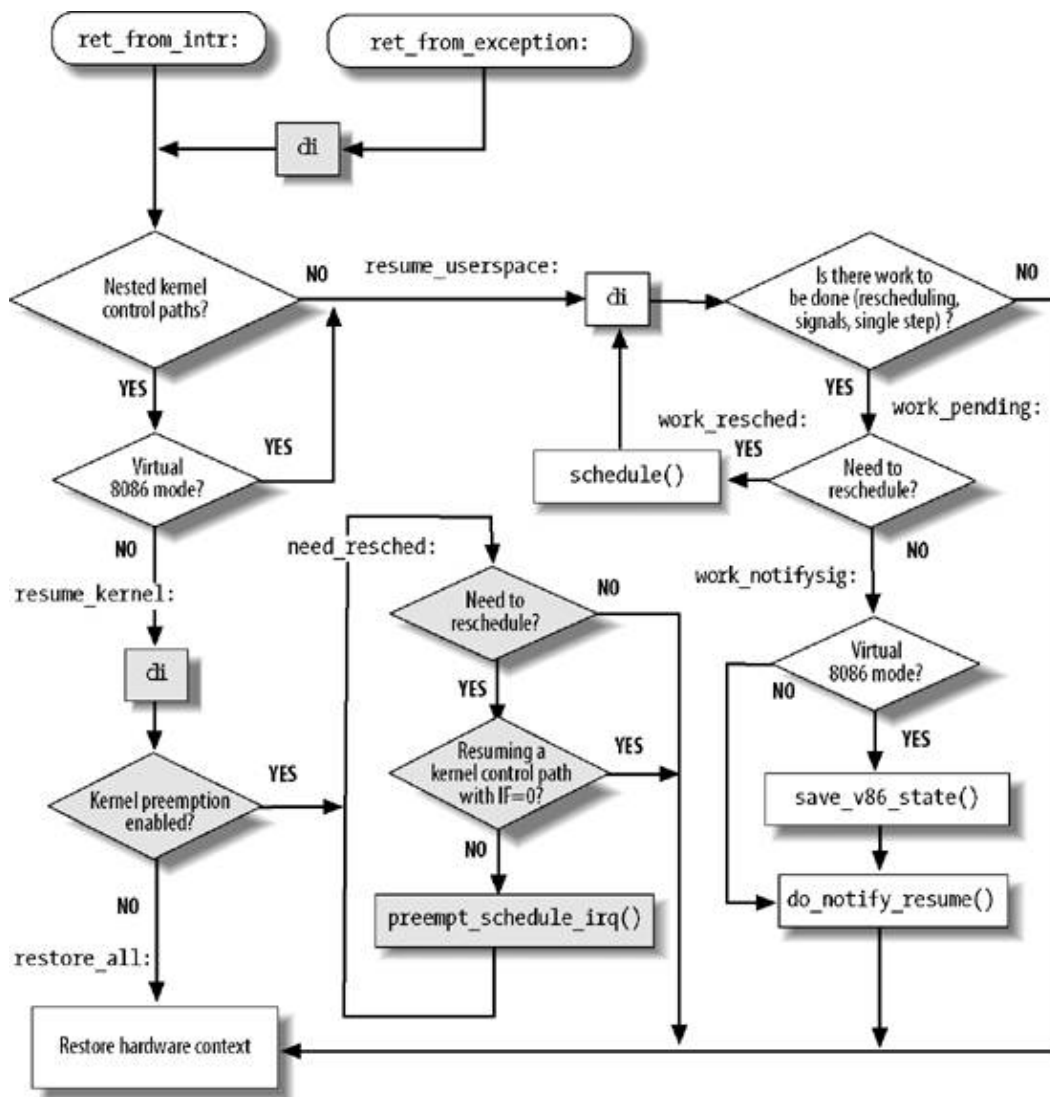 ret_from_intr:
ret_from_exception:
di
Nested kernel
control paths?
NO
resume_userspace:
di
Is there work to
be done (rescheduling,
signals, single step) ?
NO
YES
YES
work_pending:
Virtual
8086 mode?
YES
work_resched:
YES
schedule()
Need to
reschedule?
NO
NO
resume_kernel:
need_resched:
Need to
reschedule?
NO
work_notifysig:
di
YES
Virtual
8086 mode?
NO
YES
Kernel preemption
enabled?
YES
Resuming a
kernel control path
with IF=0?
YES
save_v86_state()
NO
NO
preempt_schedule_irq()
do_notify_resume()
restore_all:
Restore hardware context